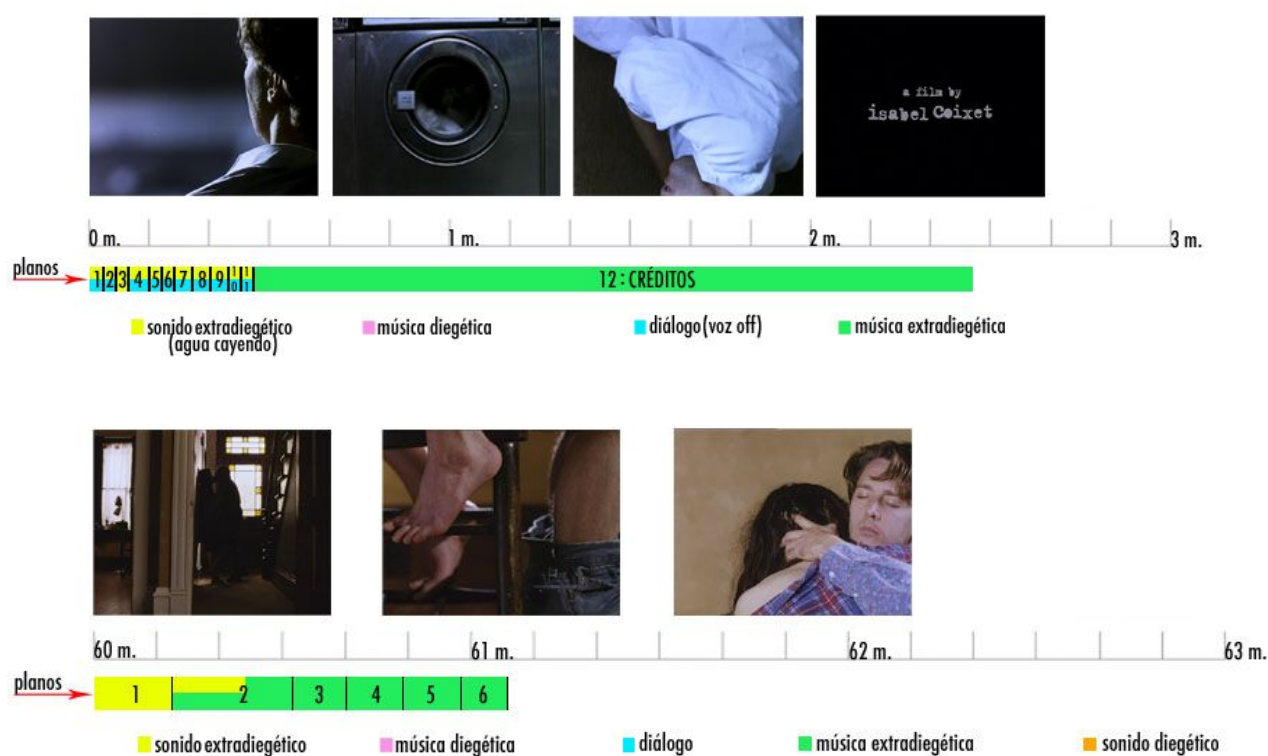 a film by
isabel Coixet
0 m. 1 m. 2 m. 3 m.
planos
1 2 3 4 5 6 7 8 9 10 11 12 : CRÉDITOS
sonido extradiegético
(agua cayendo)
música diegética
diálogo (voz off)
música extradiegética
60 m. 61 m. 62 m. 63 m.
planos
1 2 3 4 5 6
sonido extradiegético música diegética diálogo música extradiegética sonido diegético